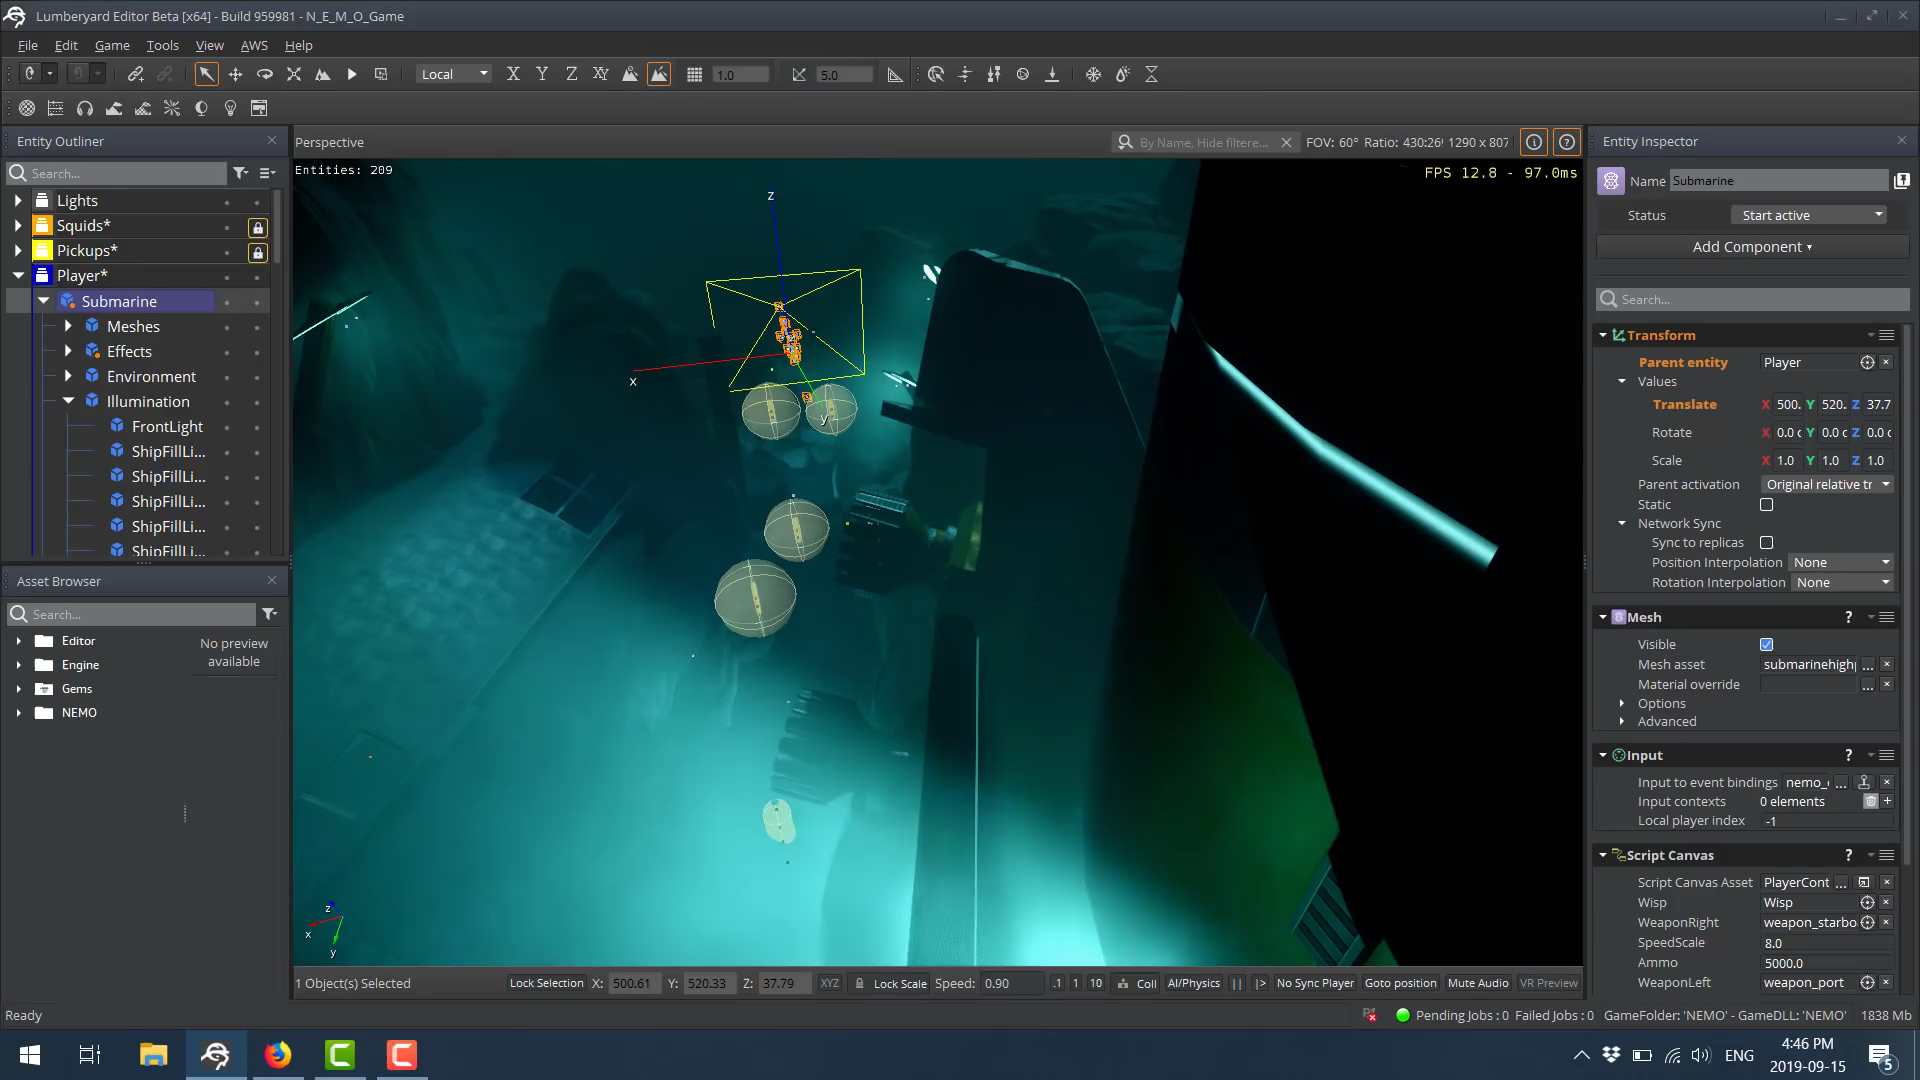 Lumberyard Editor Beta [x64] - Build 959981 - N_E_M_O_Game
File Edit Game Tools View AWS Help
Local X Y Z XY 1.0 5.0
Entity Outliner
Search...
Lights
Squids*
Pickups*
Player*
Submarine
Meshes
Effects
Environment
Illumination
FrontLight
ShipFillLi...
ShipFillLi...
ShipFillLi...
ShipFillLi...
ShipFillLi...
Asset Browser
Search...
Editor
Engine
Gems
NEMO
No preview
available
Perspective
By Name, Hide filtere...
FOV: 60° Ratio: 430:26 1290 x 807
Entities: 209
FPS 12.8 - 97.0ms
z
x
y
z
x
y
1 Object(s) Selected Lock Selection X: 500.61 Y: 520.33 Z: 37.79 XYZ Lock Scale Speed: 0.90 .1 1 10 Coll AI/Physics || |> No Sync Player Goto position Mute Audio VR Preview
Entity Inspector
Name Submarine
Status Start active
Add Component
Search...
Transform
Parent entity Player
Values
Translate X 500. Y 520. Z 37.7
Rotate X 0.0 Y 0.0 Z 0.0
Scale X 1.0 Y 1.0 Z 1.0
Parent activation Original relative tr
Static
Network Sync
Sync to replicas
Position Interpolation None
Rotation Interpolation None
Mesh ?
Visible
Mesh asset submarinehigh ...
Material override ...
Options
Advanced
Input ?
Input to event bindings nemo_ ...
Input contexts 0 elements
Local player index -1
Script Canvas ?
Script Canvas Asset PlayerCont ...
Wisp Wisp
WeaponRight weapon_starbo
SpeedScale 8.0
Ammo 5000.0
WeaponLeft weapon_port
Ready
Pending Jobs : 0 Failed Jobs : 0 GameFolder: 'NEMO' - GameDLL: 'NEMO' 1838 Mb
ENG
4:46 PM
2019-09-15
5